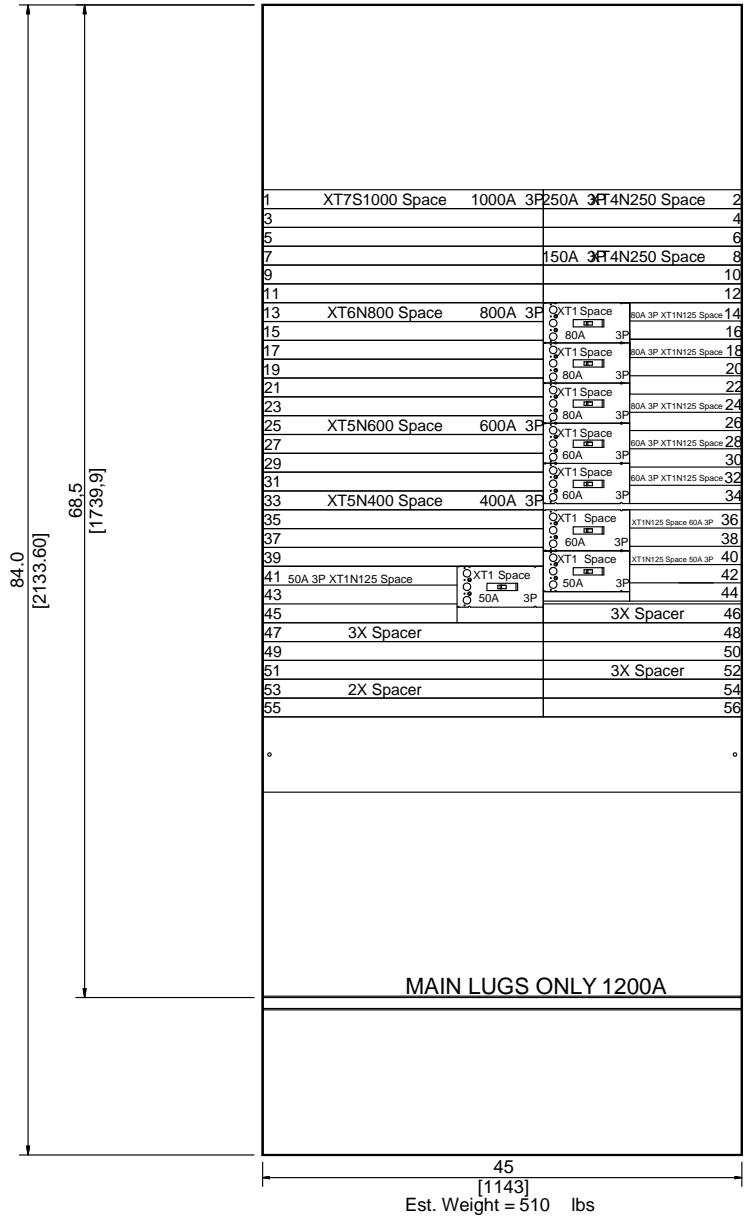 1 XT7S1000 Space 1000A 3P 250A 3P XT4N250 Space 2
3 4
5 6
7 150A 3P XT4N250 Space 8
9 10
11 12
13 XT6N800 Space 800A 3P XT1 Space 80A 3P XT1N125 Space 14
15 80A 3P 16
17 XT1 Space 80A 3P XT1N125 Space 18
19 80A 3P 20
21 XT1 Space 22
23 80A 3P 80A 3P XT1N125 Space 24
25 XT5N600 Space 600A 3P XT1 Space 26
27 60A 3P 60A 3P XT1N125 Space 28
29 XT1 Space 30
31 60A 3P XT1N125 Space 32
33 XT5N400 Space 400A 3P 60A 3P 34
35 XT1 Space XT1N125 Space 60A 3P 36
37 60A 3P 38
39 XT1 Space XT1N125 Space 50A 3P 40
41 50A 3P XT1N125 Space XT1 Space 50A 3P 42
43 50A 3P 44
45 3X Spacer 46
47 3X Spacer 48
49 50
51 3X Spacer 52
53 2X Spacer 54
55 56
68,5
[1739,9]
84.0
[2133.60]
MAIN LUGS ONLY 1200A
45
[1143]
Est. Weight = 510 lbs